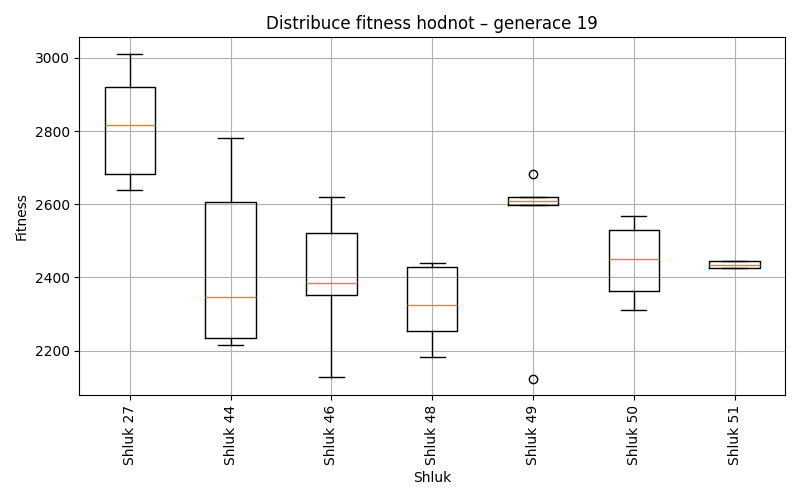 Distribuce fitness hodnot – generace 19
Fitness
3000
2800
2600
2400
2200
Shluk 27
Shluk 44
Shluk 46
Shluk 48
Shluk 49
Shluk 50
Shluk 51
Shluk